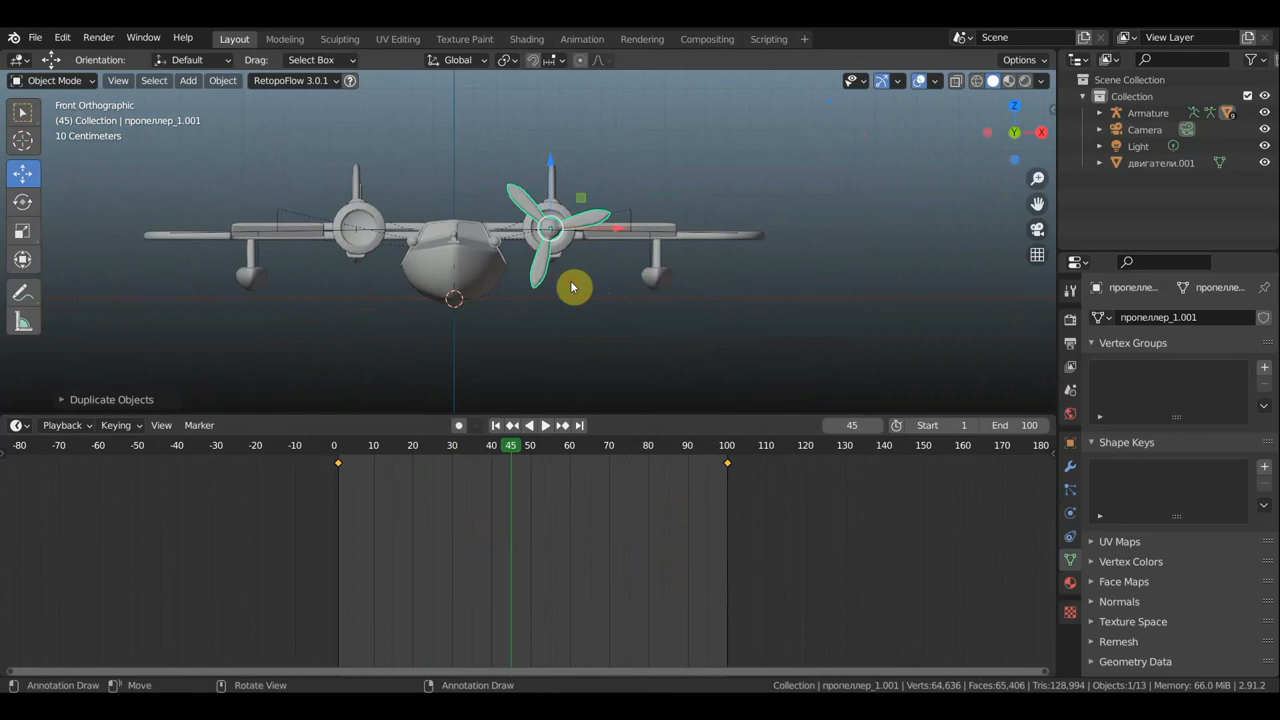 File Edit Render Window Help Layout Modeling Sculpting UV Editing Texture Paint Shading Animation Rendering Compositing Scripting + Scene View Layer
Orientation: Default Drag: Select Box Global Options
Object Mode View Select Add Object RetopoFlow 3.0.1 ?
Front Orthographic
(45) Collection | пропеллер_1.001
10 Centimeters
Z
Y
X
Duplicate Objects
Scene Collection
Collection
Armature 9
Camera
Light
двигатели.001
пропелле...
пропелле...
пропеллер_1.001
Vertex Groups
Shape Keys
UV Maps
Vertex Colors
Face Maps
Normals
Texture Space
Remesh
Geometry Data
Playback Keying View Marker 45 Start 1 End 100
-80 -70 -60 -50 -40 -30 -20 -10 0 10 20 30 40 45 50 60 70 80 90 100 110 120 130 140 150 160 170 180
Annotation Draw Move Rotate View Annotation Draw Collection | пропеллер_1.001 | Verts:64,636 | Faces:65,406 | Tris:128,994 | Objects:1/13 | Memory: 66.0 MiB | 2.91.2